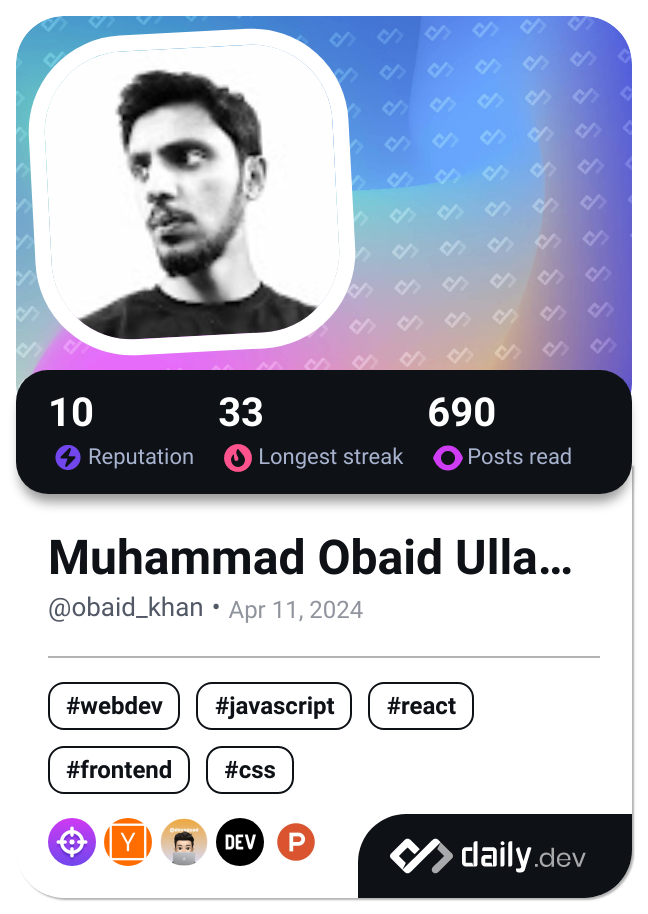 10 33 690
Reputation Longest streak Posts read
Muhammad Obaid Ulla...
@obaid_khan • Apr 11, 2024
#webdev #javascript #react
#frontend #css
Y DEV P
daily.dev